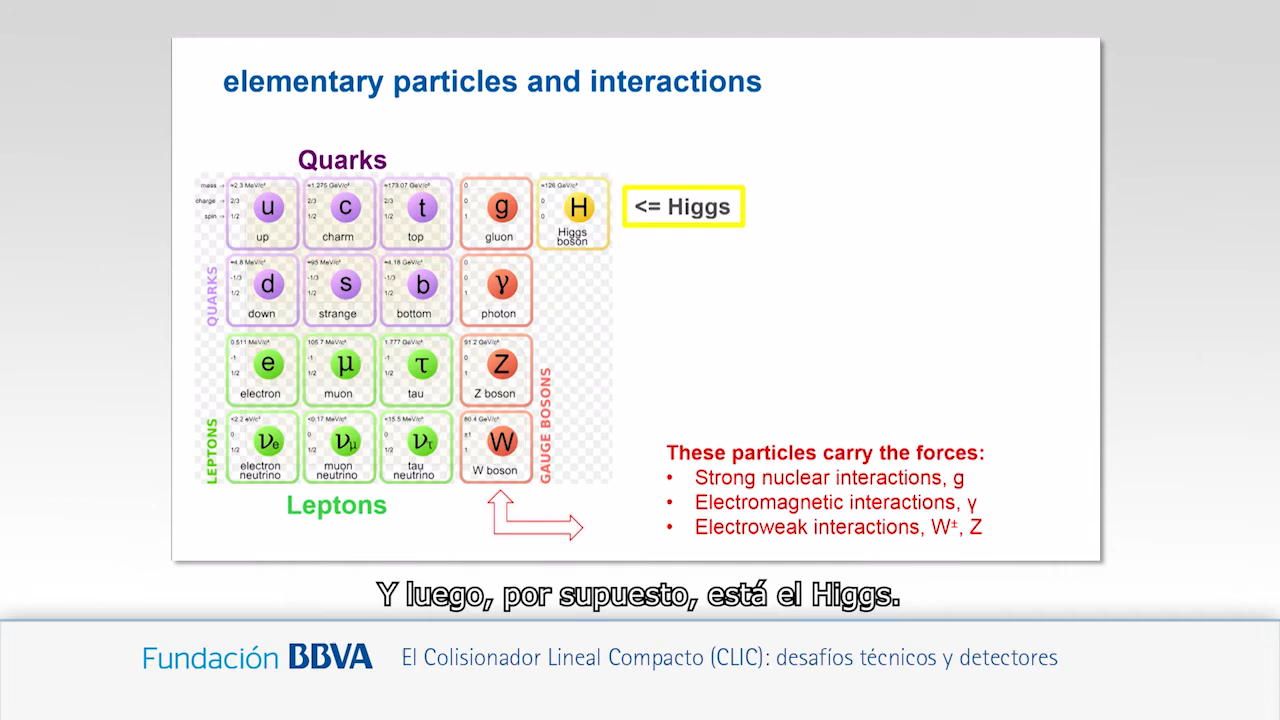 elementary particles and interactions
Quarks
mass → ≈2.3 MeV/c² ≈1.275 GeV/c² ≈173.07 GeV/c² 0 ≈126 GeV/c²
charge → 2/3 2/3 2/3 0 0
spin → 1/2 1/2 1/2 1 0
u c t g H
up charm top gluon Higgs boson
<= Higgs
QUARKS
≈4.8 MeV/c² ≈95 MeV/c² ≈4.18 GeV/c² 0
-1/3 -1/3 -1/3 0
1/2 1/2 1/2 1
d s b γ
down strange bottom photon
0.511 MeV/c² 105.7 MeV/c² 1.777 GeV/c² 91.2 GeV/c²
-1 -1 -1 0
1/2 1/2 1/2 1
e μ τ Z
electron muon tau Z boson
LEPTONS
<2.2 eV/c² <0.17 MeV/c² <15.5 MeV/c² 80.4 GeV/c²
0 0 0 ±1
1/2 1/2 1/2 1
νe νμ ντ W
electron neutrino muon neutrino tau neutrino W boson
GAUGE BOSONS
Leptons
These particles carry the forces:
• Strong nuclear interactions, g
• Electromagnetic interactions, γ
• Electroweak interactions, W±, Z
Y luego, por supuesto, está el Higgs.
Fundación BBVA
El Colisionador Lineal Compacto (CLIC): desafíos técnicos y detectores